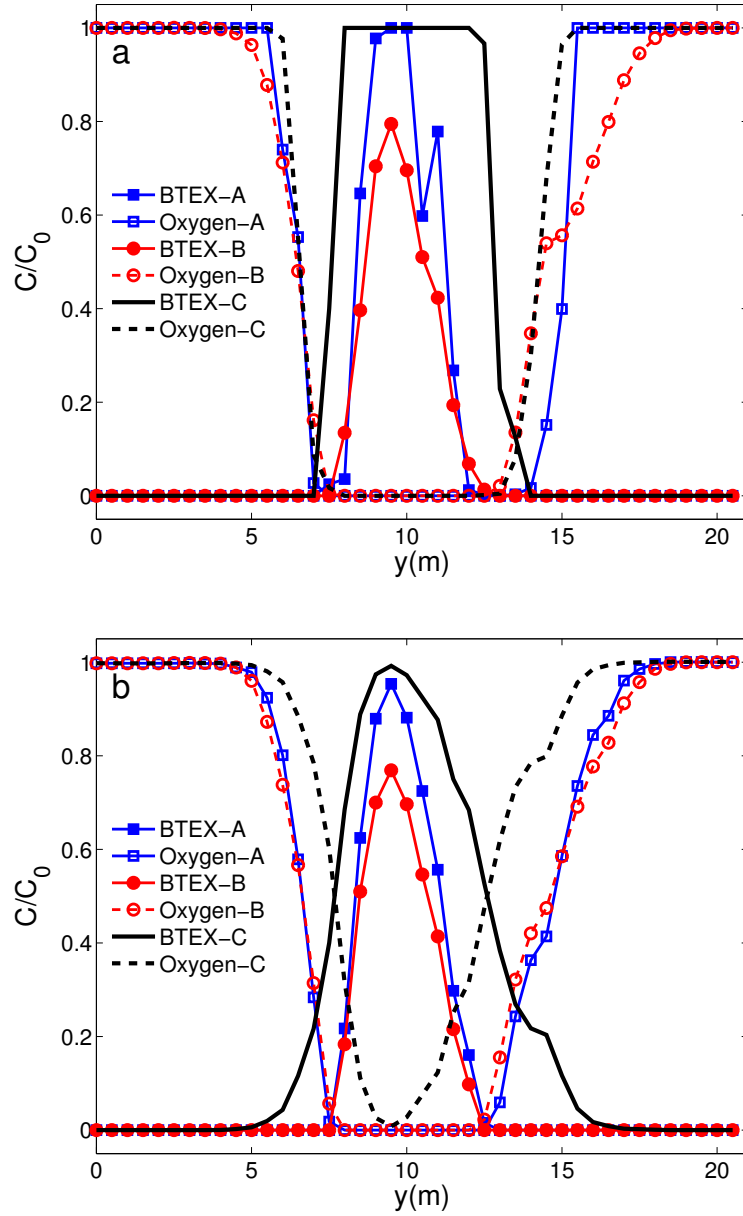 a
1
0.8
0.6
0.4
0.2
0
C/C0
BTEX−A
Oxygen−A
BTEX−B
Oxygen−B
BTEX−C
Oxygen−C
0 5 10 15 20
y(m)
b
1
0.8
0.6
0.4
0.2
0
C/C0
BTEX−A
Oxygen−A
BTEX−B
Oxygen−B
BTEX−C
Oxygen−C
0 5 10 15 20
y(m)